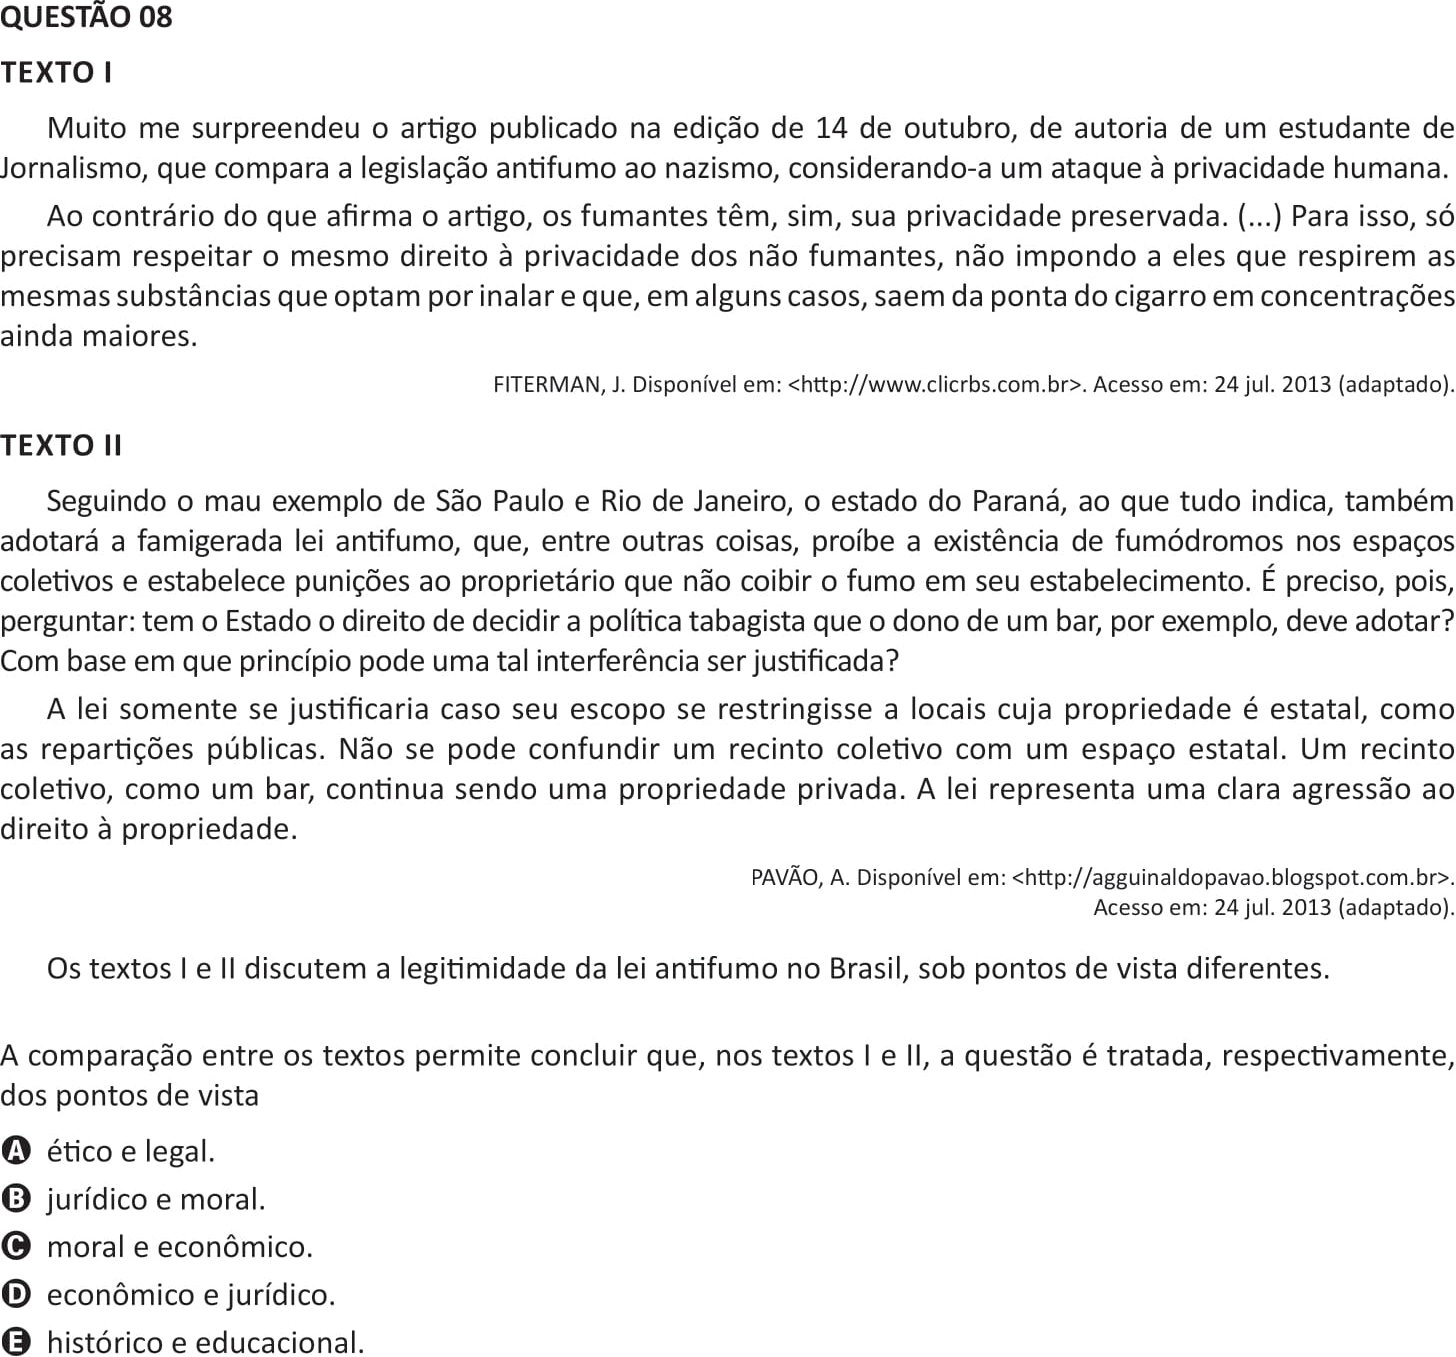 QUESTÃO 08
TEXTO I
Muito me surpreendeu o artigo publicado na edição de 14 de outubro, de autoria de um estudante de
Jornalismo, que compara a legislação antifumo ao nazismo, considerando-a um ataque à privacidade humana.
Ao contrário do que afirma o artigo, os fumantes têm, sim, sua privacidade preservada. (...) Para isso, só
precisam respeitar o mesmo direito à privacidade dos não fumantes, não impondo a eles que respirem as
mesmas substâncias que optam por inalar e que, em alguns casos, saem da ponta do cigarro em concentrações
ainda maiores.
FITERMAN, J. Disponível em: <http://www.clicrbs.com.br>. Acesso em: 24 jul. 2013 (adaptado).
TEXTO II
Seguindo o mau exemplo de São Paulo e Rio de Janeiro, o estado do Paraná, ao que tudo indica, também
adotará a famigerada lei antifumo, que, entre outras coisas, proíbe a existência de fumódromos nos espaços
coletivos e estabelece punições ao proprietário que não coibir o fumo em seu estabelecimento. É preciso, pois,
perguntar: tem o Estado o direito de decidir a política tabagista que o dono de um bar, por exemplo, deve adotar?
Com base em que princípio pode uma tal interferência ser justificada?
A lei somente se justificaria caso seu escopo se restringisse a locais cuja propriedade é estatal, como
as repartições públicas. Não se pode confundir um recinto coletivo com um espaço estatal. Um recinto
coletivo, como um bar, continua sendo uma propriedade privada. A lei representa uma clara agressão ao
direito à propriedade.
PAVÃO, A. Disponível em: <http://agguinaldopavao.blogspot.com.br>.
Acesso em: 24 jul. 2013 (adaptado).
Os textos I e II discutem a legitimidade da lei antifumo no Brasil, sob pontos de vista diferentes.
A comparação entre os textos permite concluir que, nos textos I e II, a questão é tratada, respectivamente,
dos pontos de vista
A ético e legal.
B jurídico e moral.
C moral e econômico.
D econômico e jurídico.
E histórico e educacional.